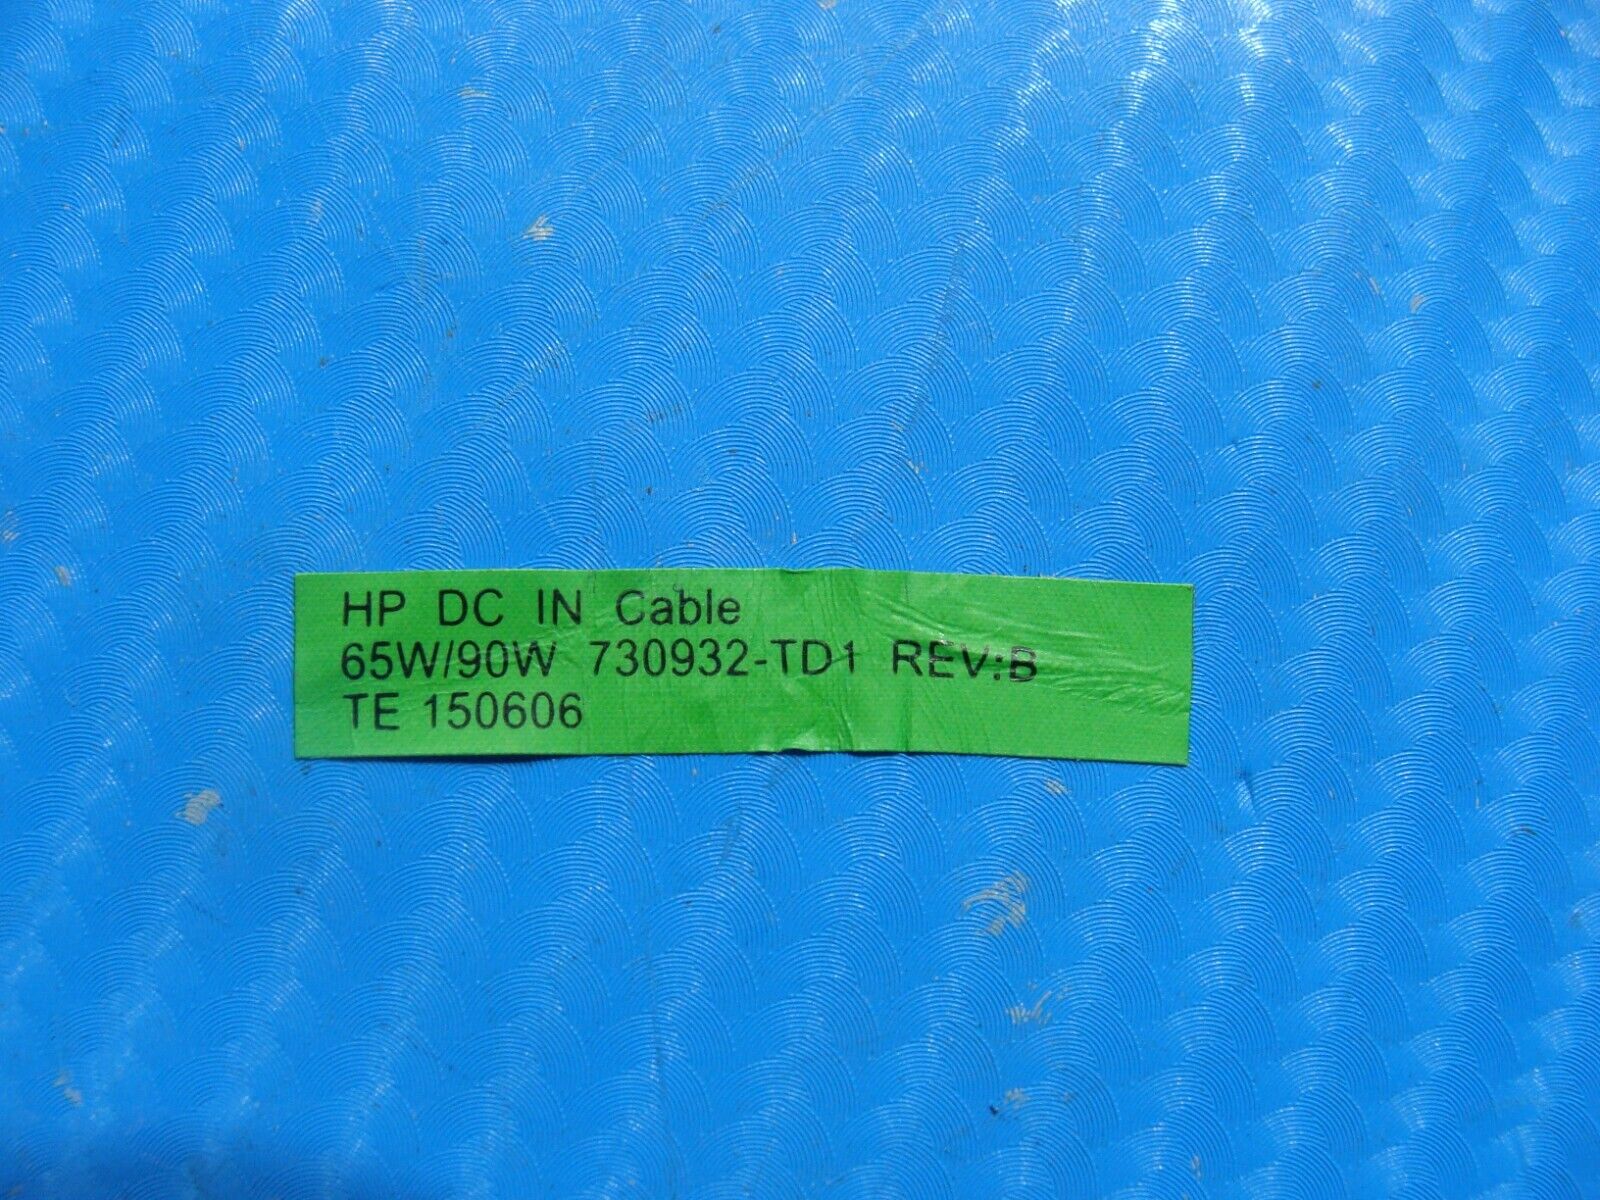 HP DC IN Cable
65W/90W 730932-TD1 REV:B
TE 150606